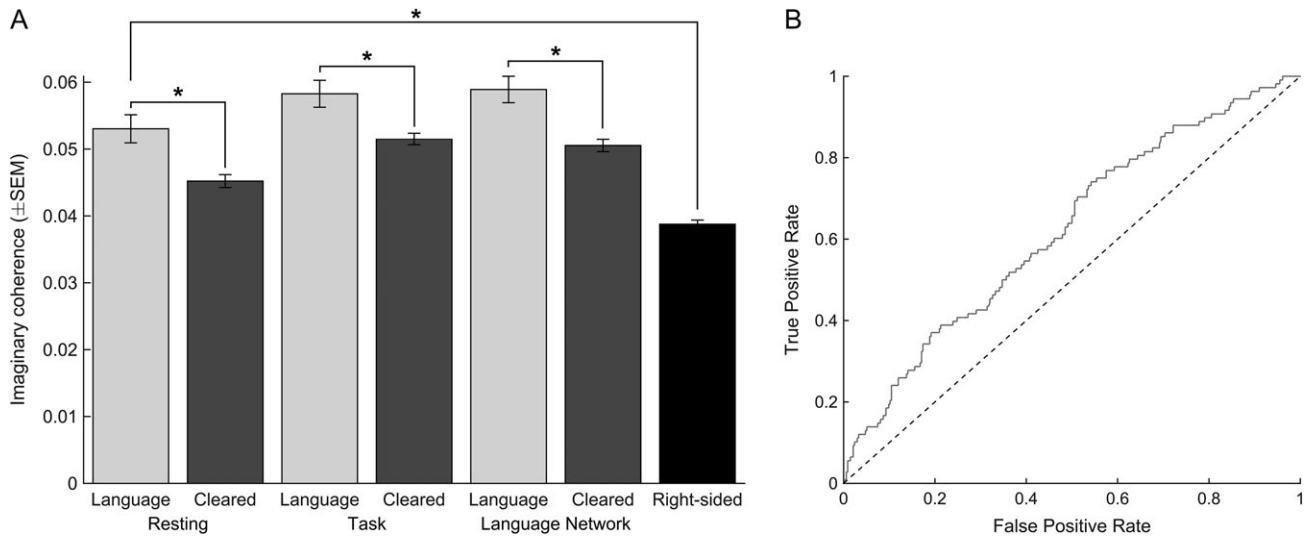 A
B
*
*
*
*
Imaginary coherence (±SEM)
0.06
0.05
0.04
0.03
0.02
0.01
0
Language Cleared Language Cleared Language Cleared Right-sided
Resting Task Language Network
True Positive Rate
1
0.8
0.6
0.4
0.2
0
0 0.2 0.4 0.6 0.8 1
False Positive Rate